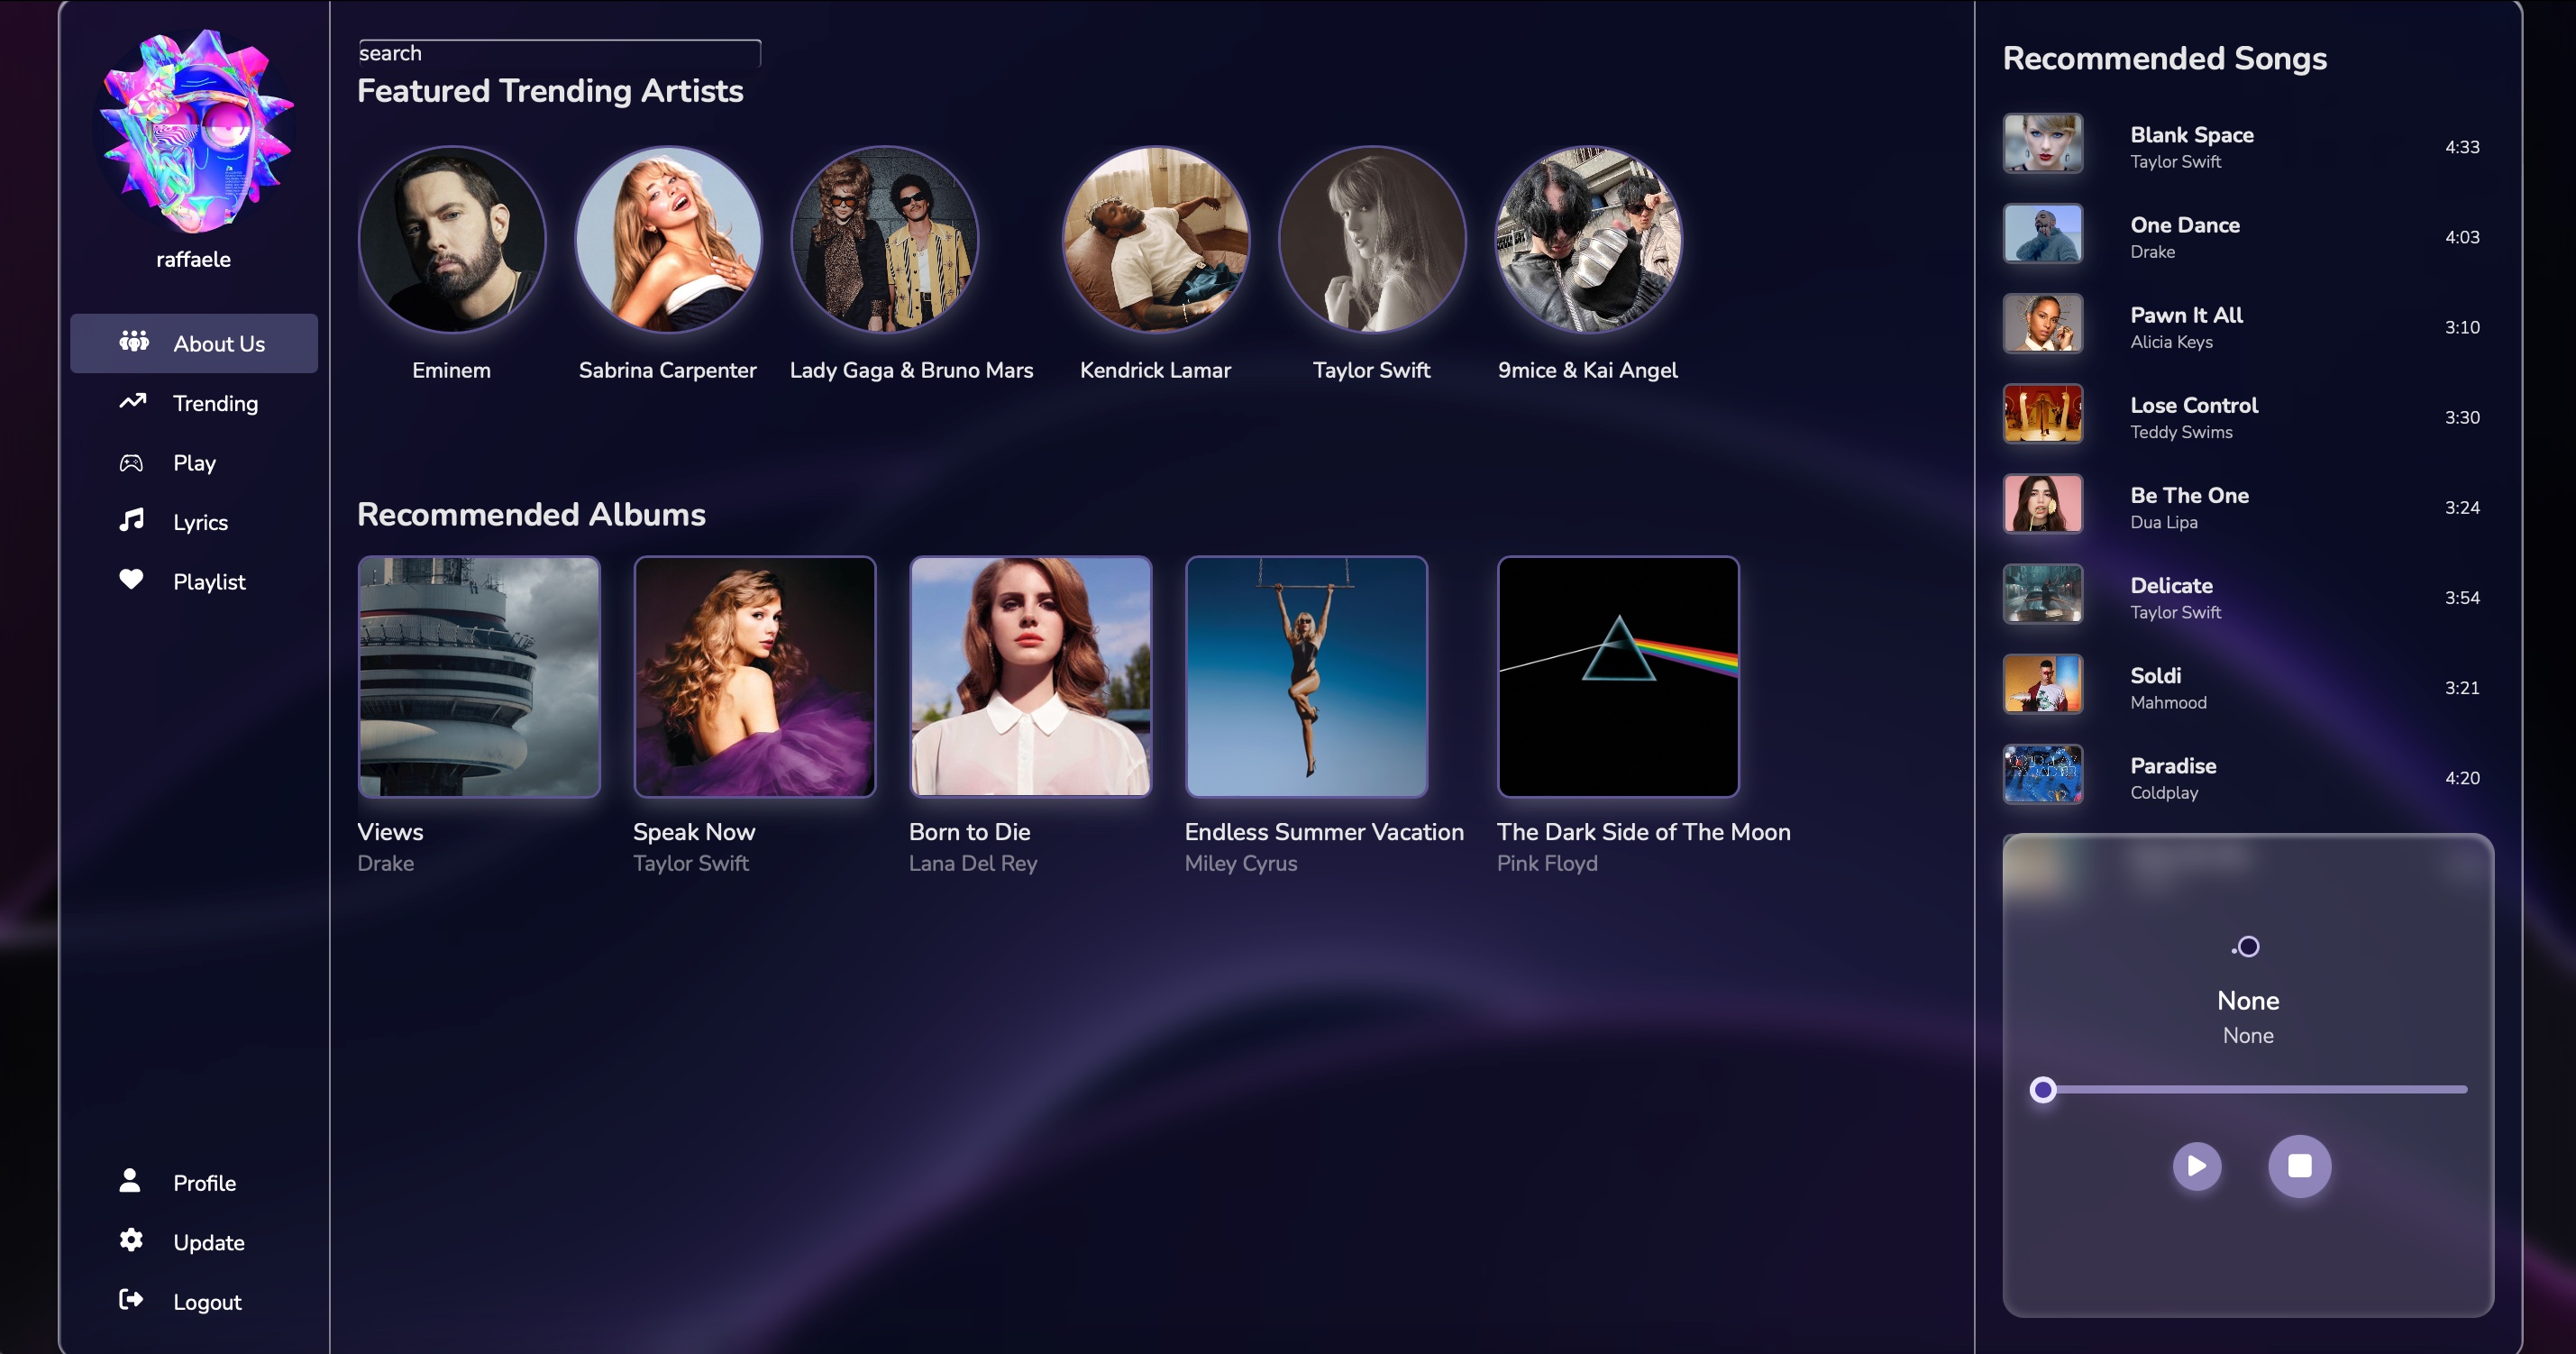 raffaele
About Us
Trending
Play
Lyrics
Playlist
Profile
Update
Logout
search
Featured Trending Artists
Eminem
Sabrina Carpenter
Lady Gaga & Bruno Mars
Kendrick Lamar
Taylor Swift
9mice & Kai Angel
Recommended Albums
Views
Drake
Speak Now
Taylor Swift
Born to Die
Lana Del Rey
Endless Summer Vacation
Miley Cyrus
The Dark Side of The Moon
Pink Floyd
Recommended Songs
Blank Space
Taylor Swift
4:33
One Dance
Drake
4:03
Pawn It All
Alicia Keys
3:10
Lose Control
Teddy Swims
3:30
Be The One
Dua Lipa
3:24
Delicate
Taylor Swift
3:54
Soldi
Mahmood
3:21
Paradise
Coldplay
4:20
None
None